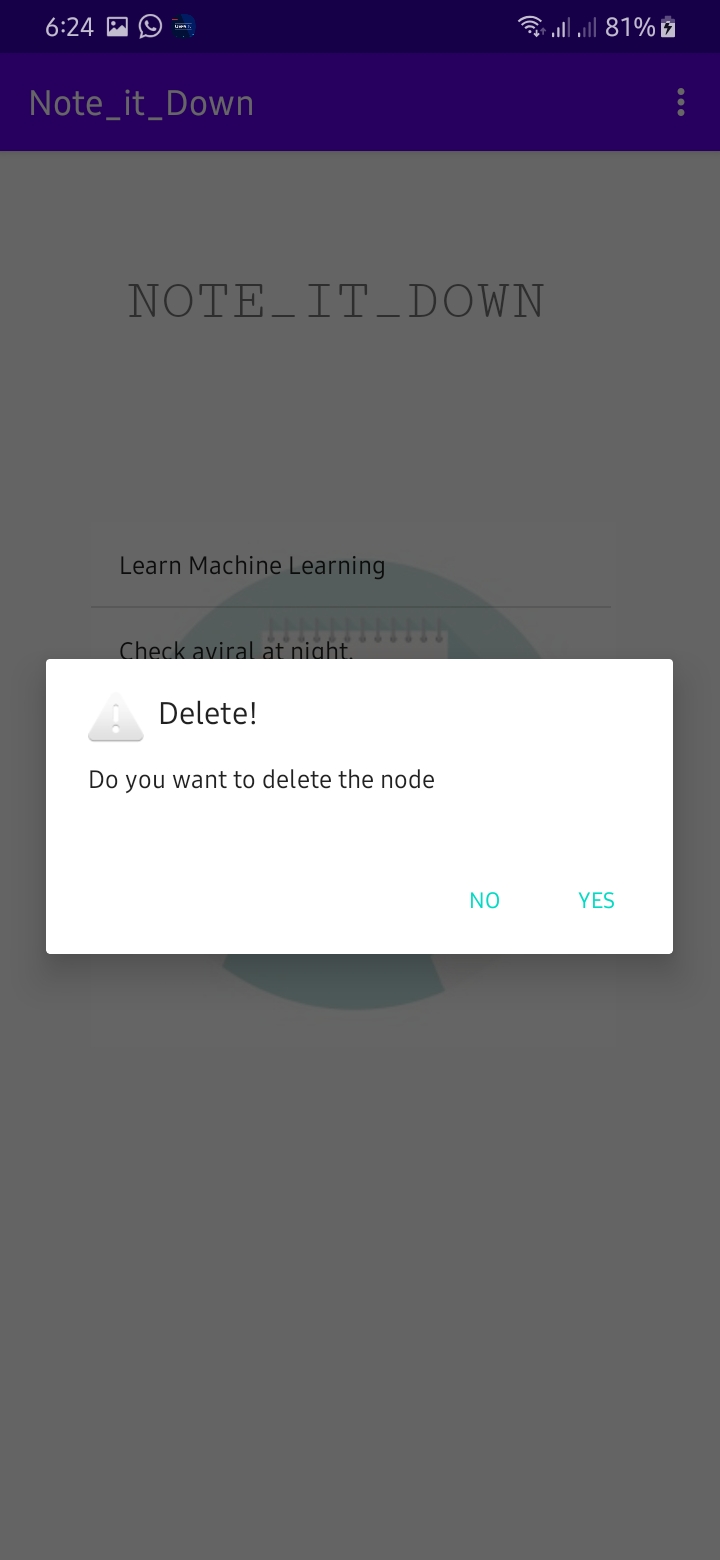 6:24 81%
Note_it_Down
NOTE_IT_DOWN
Learn Machine Learning
Check aviral at night.
Delete!
Do you want to delete the node
NO YES